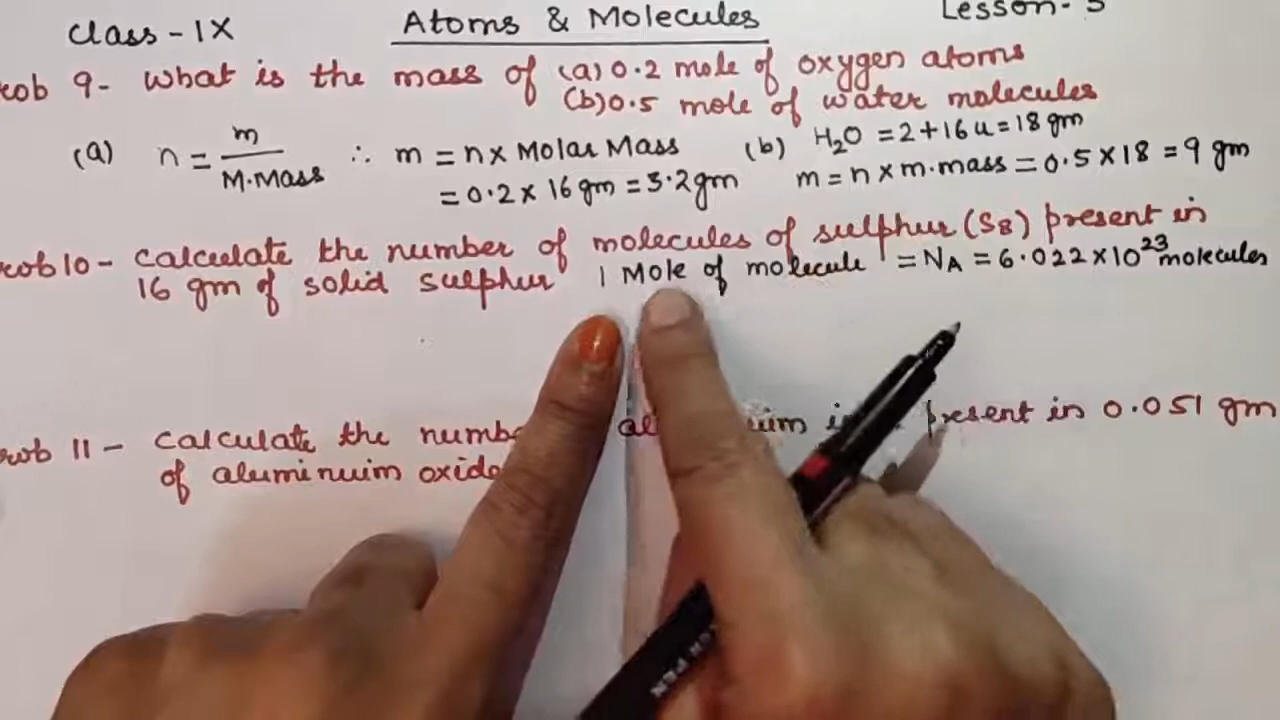 Class - IX Atoms & Molecules Lesson-
rob 9- What is the mass of (a) 0.2 mole of oxygen atoms
(b) 0.5 mole of water molecules
(a) n = m / M.Mass ∴ m = n x Molar Mass
= 0.2 x 16 gm = 3.2 gm
(b) H2O = 2 + 16 u = 18 gm
m = n x m.mass = 0.5 x 18 = 9 gm
rob 10 - calculate the number of molecules of sulphur (S8) present in
16 gm of solid sulphur 1 Mole of molecule = NA = 6.022 x 10^23 molecules
rob 11 - calculate the present in 0.051 gm
of aluminuim